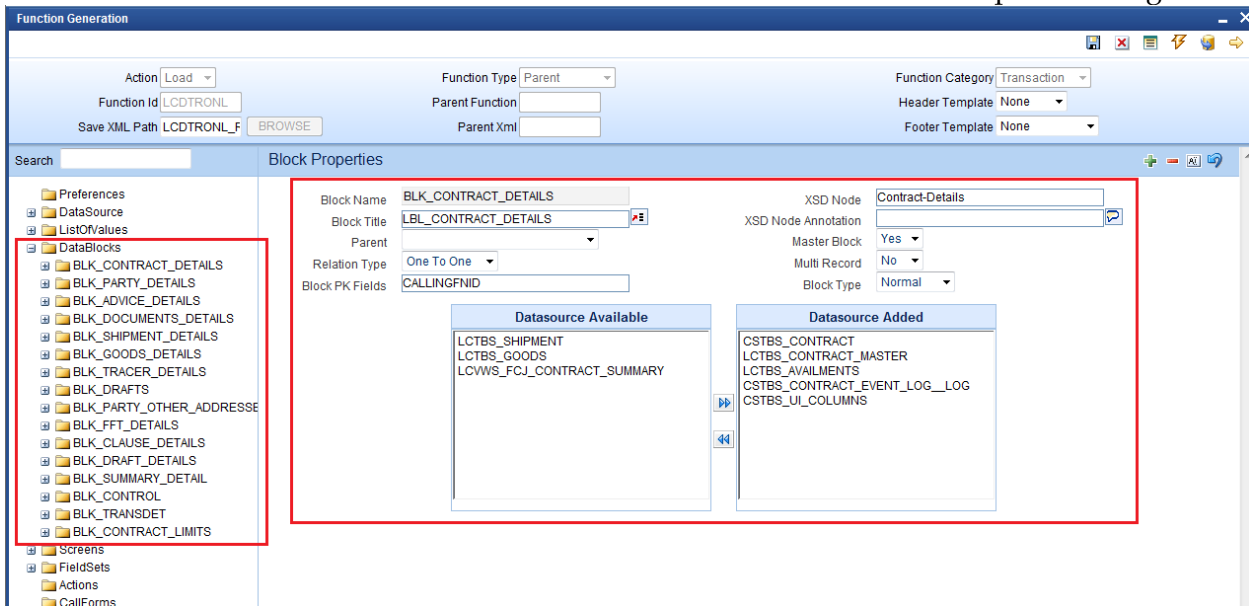 Function Generation
Action Load
Function Type Parent
Function Category Transaction
Function Id LCDTRONL
Parent Function
Header Template None
Save XML Path LCDTRONL_F BROWSE
Parent Xml
Footer Template None
Search
Block Properties
Preferences
DataSource
ListOfValues
DataBlocks
BLK_CONTRACT_DETAILS
BLK_PARTY_DETAILS
BLK_ADVICE_DETAILS
BLK_DOCUMENTS_DETAILS
BLK_SHIPMENT_DETAILS
BLK_GOODS_DETAILS
BLK_TRACER_DETAILS
BLK_DRAFTS
BLK_PARTY_OTHER_ADDRESSE
BLK_FFT_DETAILS
BLK_CLAUSE_DETAILS
BLK_DRAFT_DETAILS
BLK_SUMMARY_DETAIL
BLK_CONTROL
BLK_TRANSDET
BLK_CONTRACT_LIMITS
Screens
FieldSets
Actions
CallForms
Block Name BLK_CONTRACT_DETAILS
Block Title LBL_CONTRACT_DETAILS
Parent
Relation Type One To One
Block PK Fields CALLINGFNID
XSD Node Contract-Details
XSD Node Annotation
Master Block Yes
Multi Record No
Block Type Normal
Datasource Available
LCTBS_SHIPMENT
LCTBS_GOODS
LCVWS_FCJ_CONTRACT_SUMMARY
Datasource Added
CSTBS_CONTRACT
LCTBS_CONTRACT_MASTER
LCTBS_AVAILMENTS
CSTBS_CONTRACT_EVENT_LOG__LOG
CSTBS_UI_COLUMNS